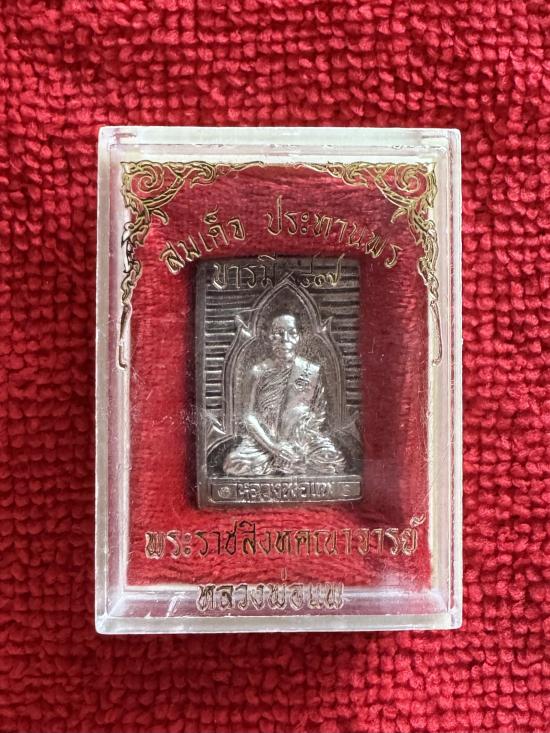 สมเด็จ ประทานพร
บารมี ๘๗
๑ หลวงพ่อแพ ๑
พระราชสิงหคณาจารย์
หลวงพ่อแพ